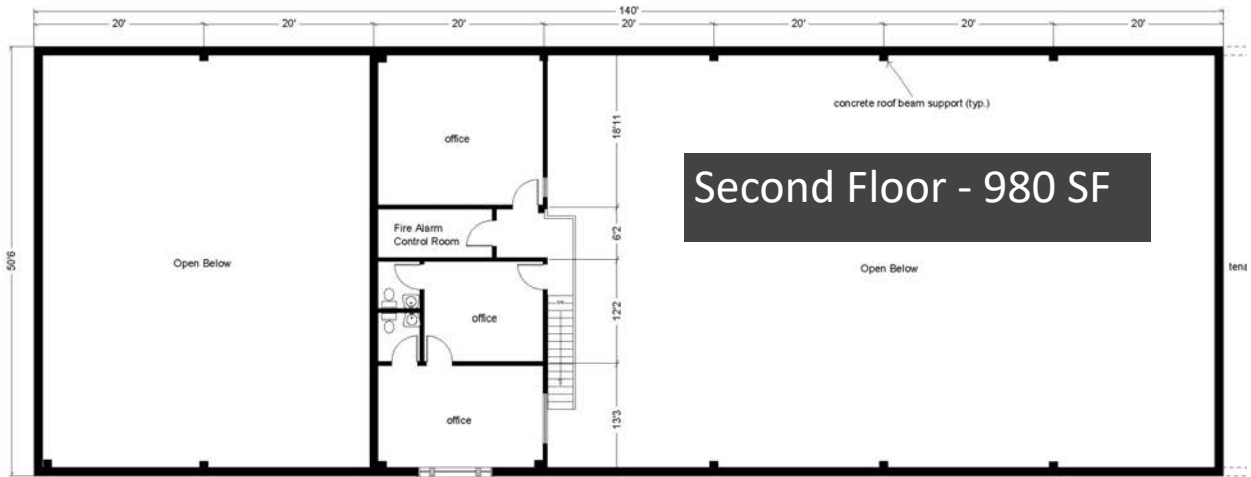 140'
20'
20'
20'
20'
20'
20'
20'
concrete roof beam support (typ.)
18'11
office
Second Floor - 980 SF
Fire Alarm
Control Room
6'2
50'6
Open Below
Open Below
tena
12'2
office
13'3
office